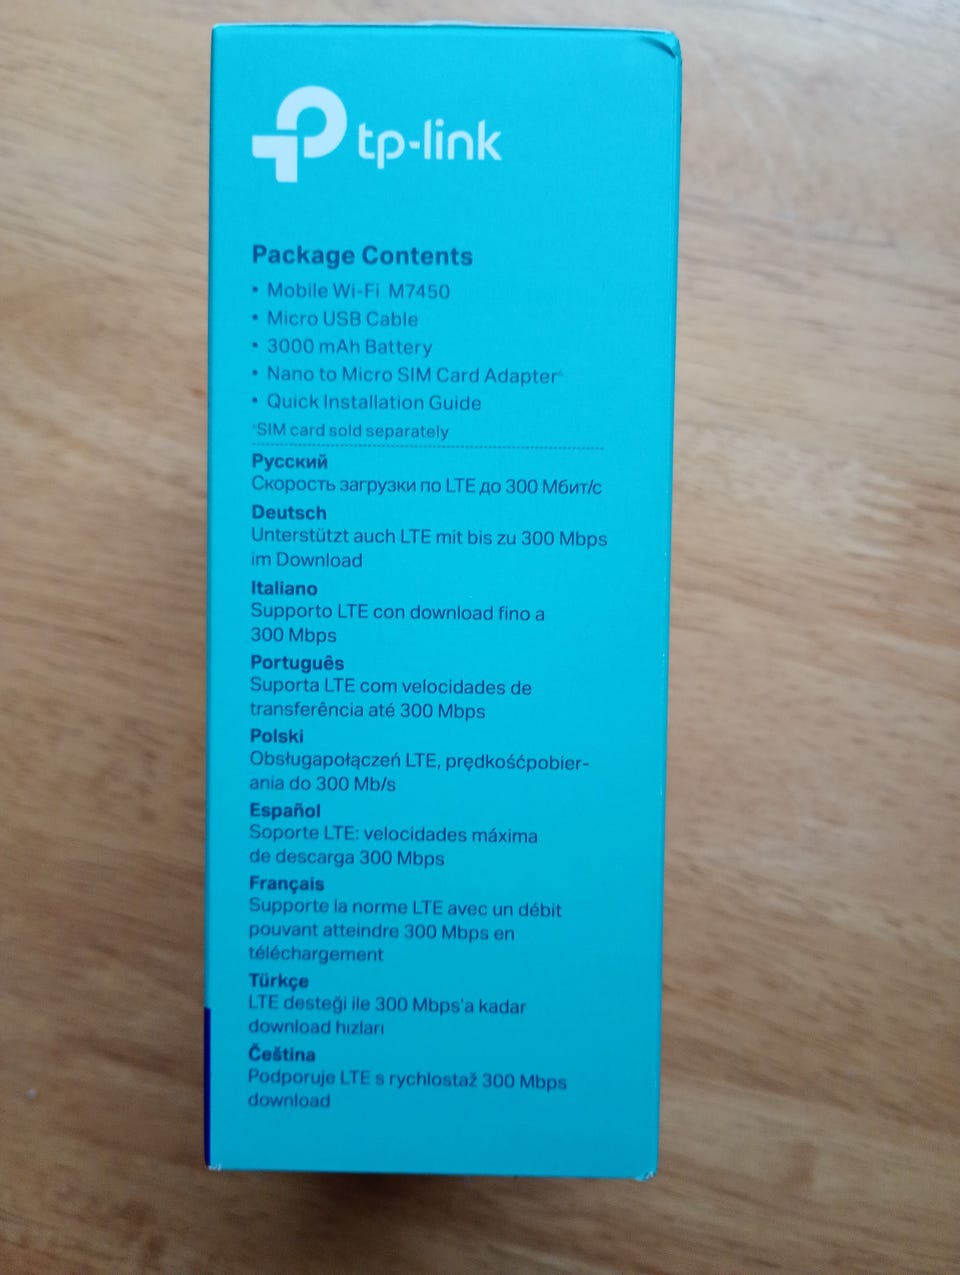 tp-link
Package Contents
• Mobile Wi-Fi M7450
• Micro USB Cable
• 3000 mAh Battery
• Nano to Micro SIM Card Adapter^
• Quick Installation Guide
^SIM card sold separately
Русский
Скорость загрузки по LTE до 300 Мбит/с
Deutsch
Unterstützt auch LTE mit bis zu 300 Mbps
im Download
Italiano
Supporto LTE con download fino a
300 Mbps
Português
Suporta LTE com velocidades de
transferência até 300 Mbps
Polski
Obsługapołączeń LTE, prędkośćpobier-
ania do 300 Mb/s
Español
Soporte LTE: velocidades máxima
de descarga 300 Mbps
Français
Supporte la norme LTE avec un débit
pouvant atteindre 300 Mbps en
téléchargement
Türkçe
LTE desteği ile 300 Mbps'a kadar
download hızları
Čeština
Podporuje LTE s rychlostaž 300 Mbps
download